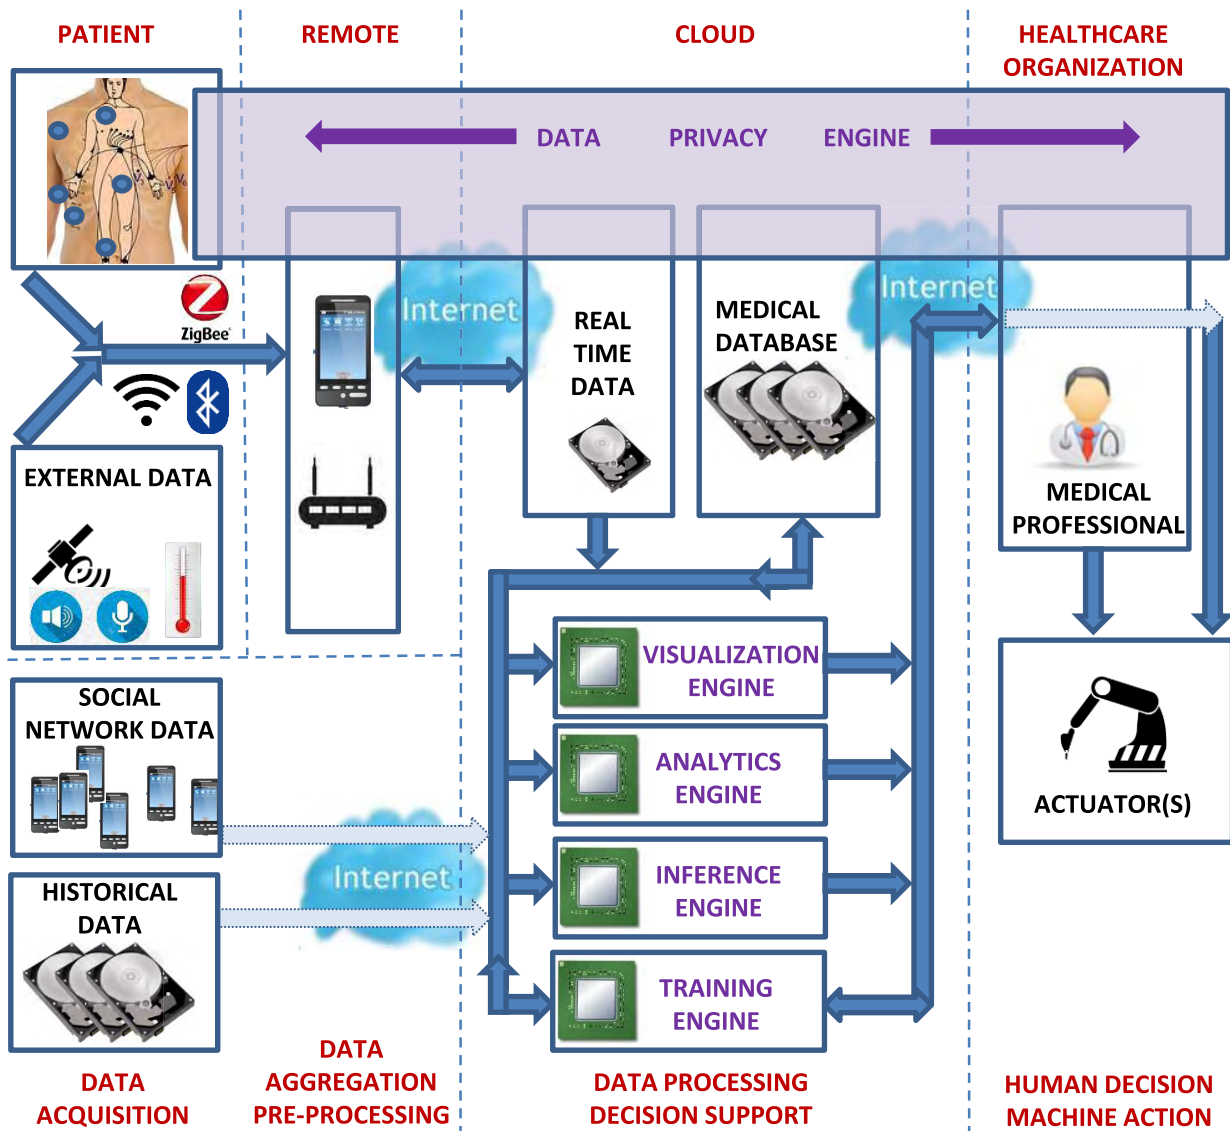 PATIENT
REMOTE
CLOUD
HEALTHCARE
ORGANIZATION
DATA PRIVACY ENGINE
V3
V6
ZigBee
Internet
Internet
REAL
TIME
DATA
MEDICAL
DATABASE
MEDICAL
PROFESSIONAL
EXTERNAL DATA
VISUALIZATION
ENGINE
SOCIAL
NETWORK DATA
ANALYTICS
ENGINE
ACTUATOR(S)
Internet
INFERENCE
ENGINE
HISTORICAL
DATA
TRAINING
ENGINE
DATA
ACQUISITION
DATA
AGGREGATION
PRE-PROCESSING
DATA PROCESSING
DECISION SUPPORT
HUMAN DECISION
MACHINE ACTION